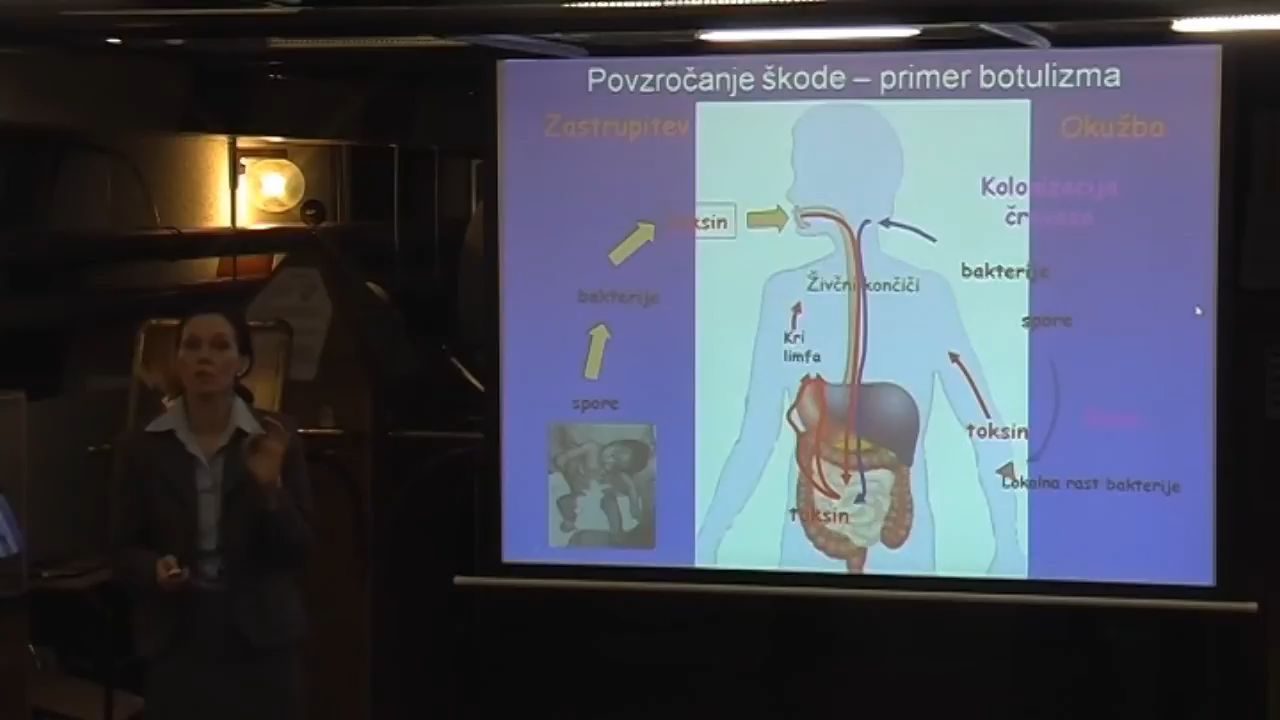 Povzročanje škode – primer botulizma
Zastrupitev
Okužba
Kolonizacija
črevesa
toksin
bakterije
Živčni končiči
bakterije
spore
Kri
limfa
spore
toksin
Lokalna rast bakterije
toksin